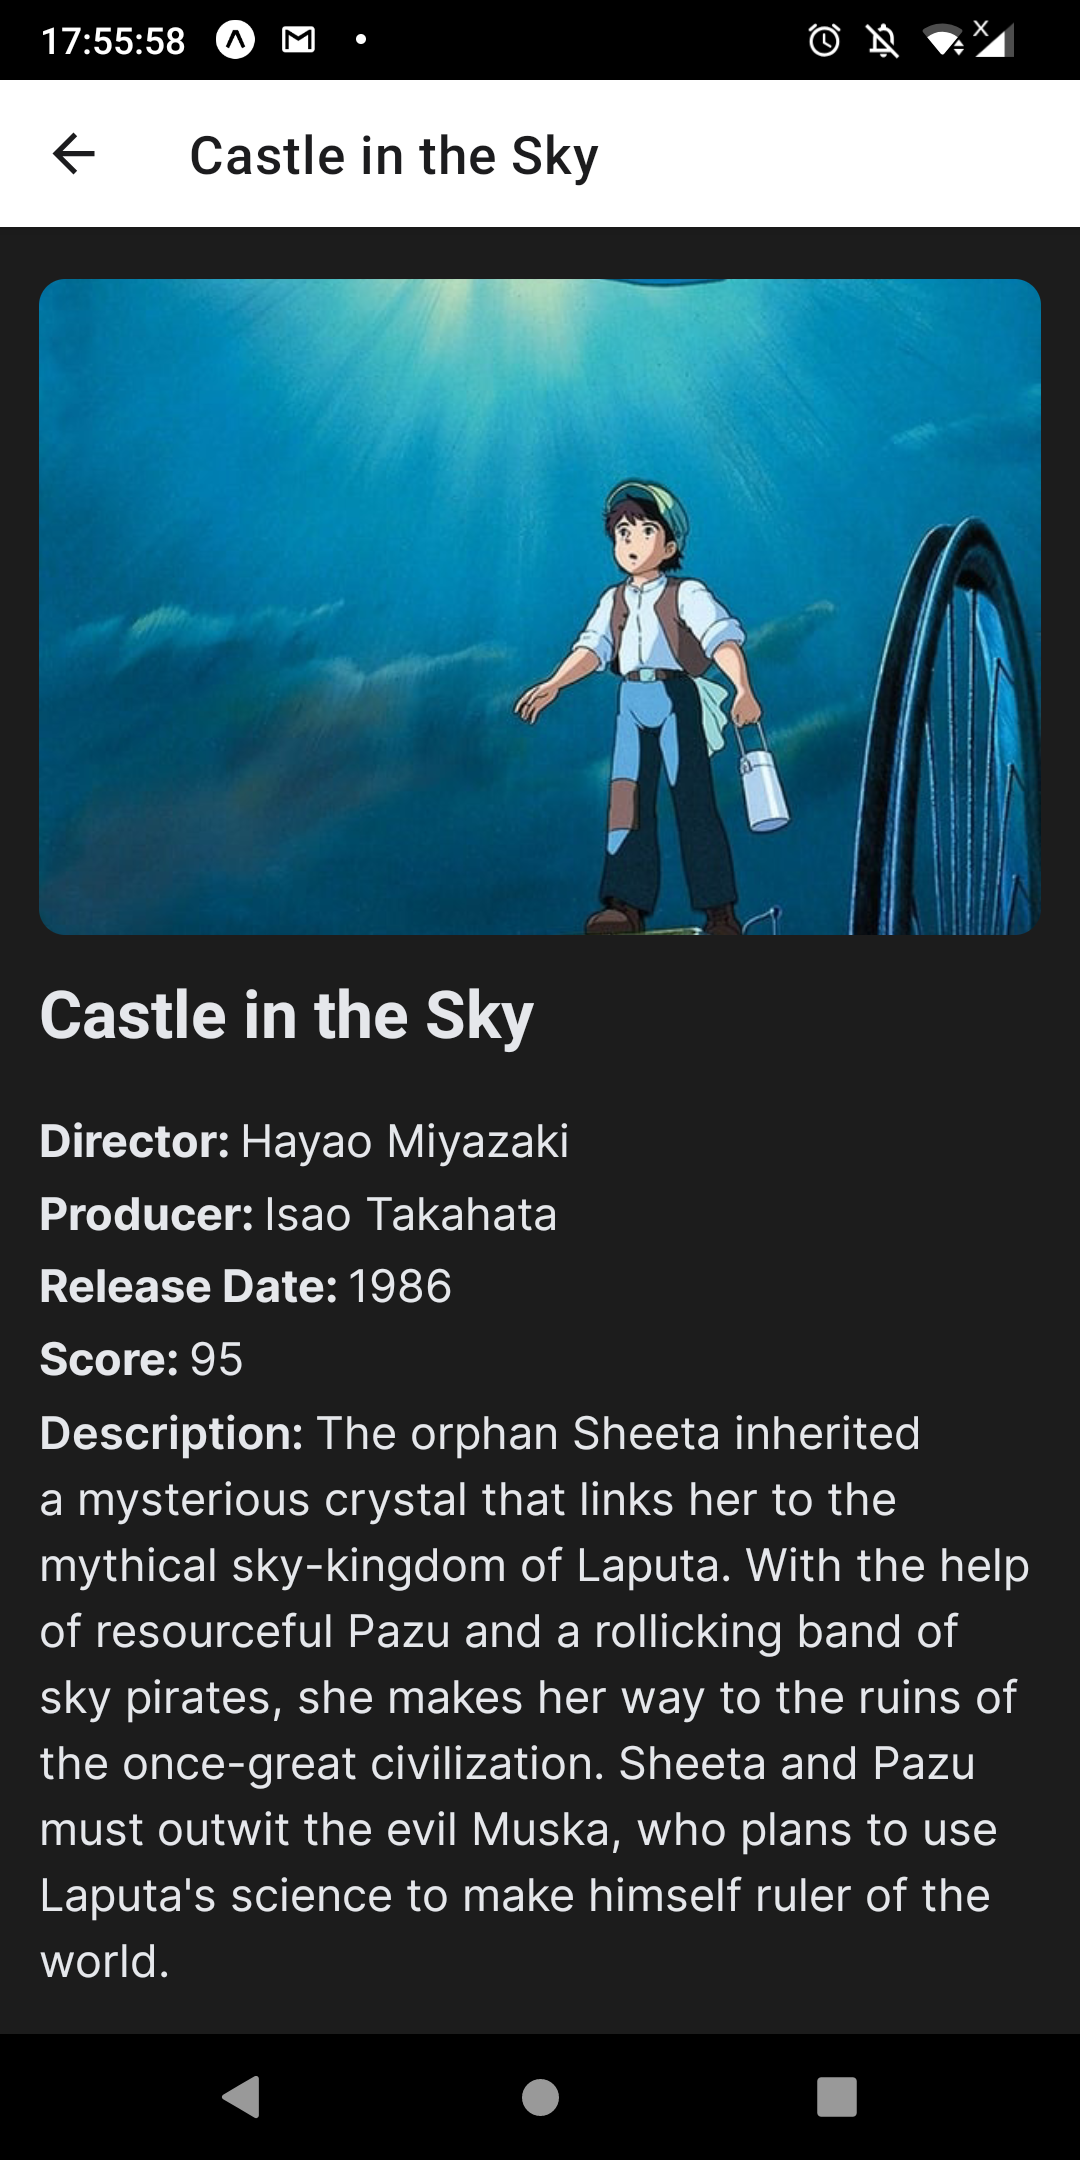 17:55:58
Castle in the Sky
Castle in the Sky
Director: Hayao Miyazaki
Producer: Isao Takahata
Release Date: 1986
Score: 95
Description: The orphan Sheeta inherited
a mysterious crystal that links her to the
mythical sky-kingdom of Laputa. With the help
of resourceful Pazu and a rollicking band of
sky pirates, she makes her way to the ruins of
the once-great civilization. Sheeta and Pazu
must outwit the evil Muska, who plans to use
Laputa's science to make himself ruler of the
world.